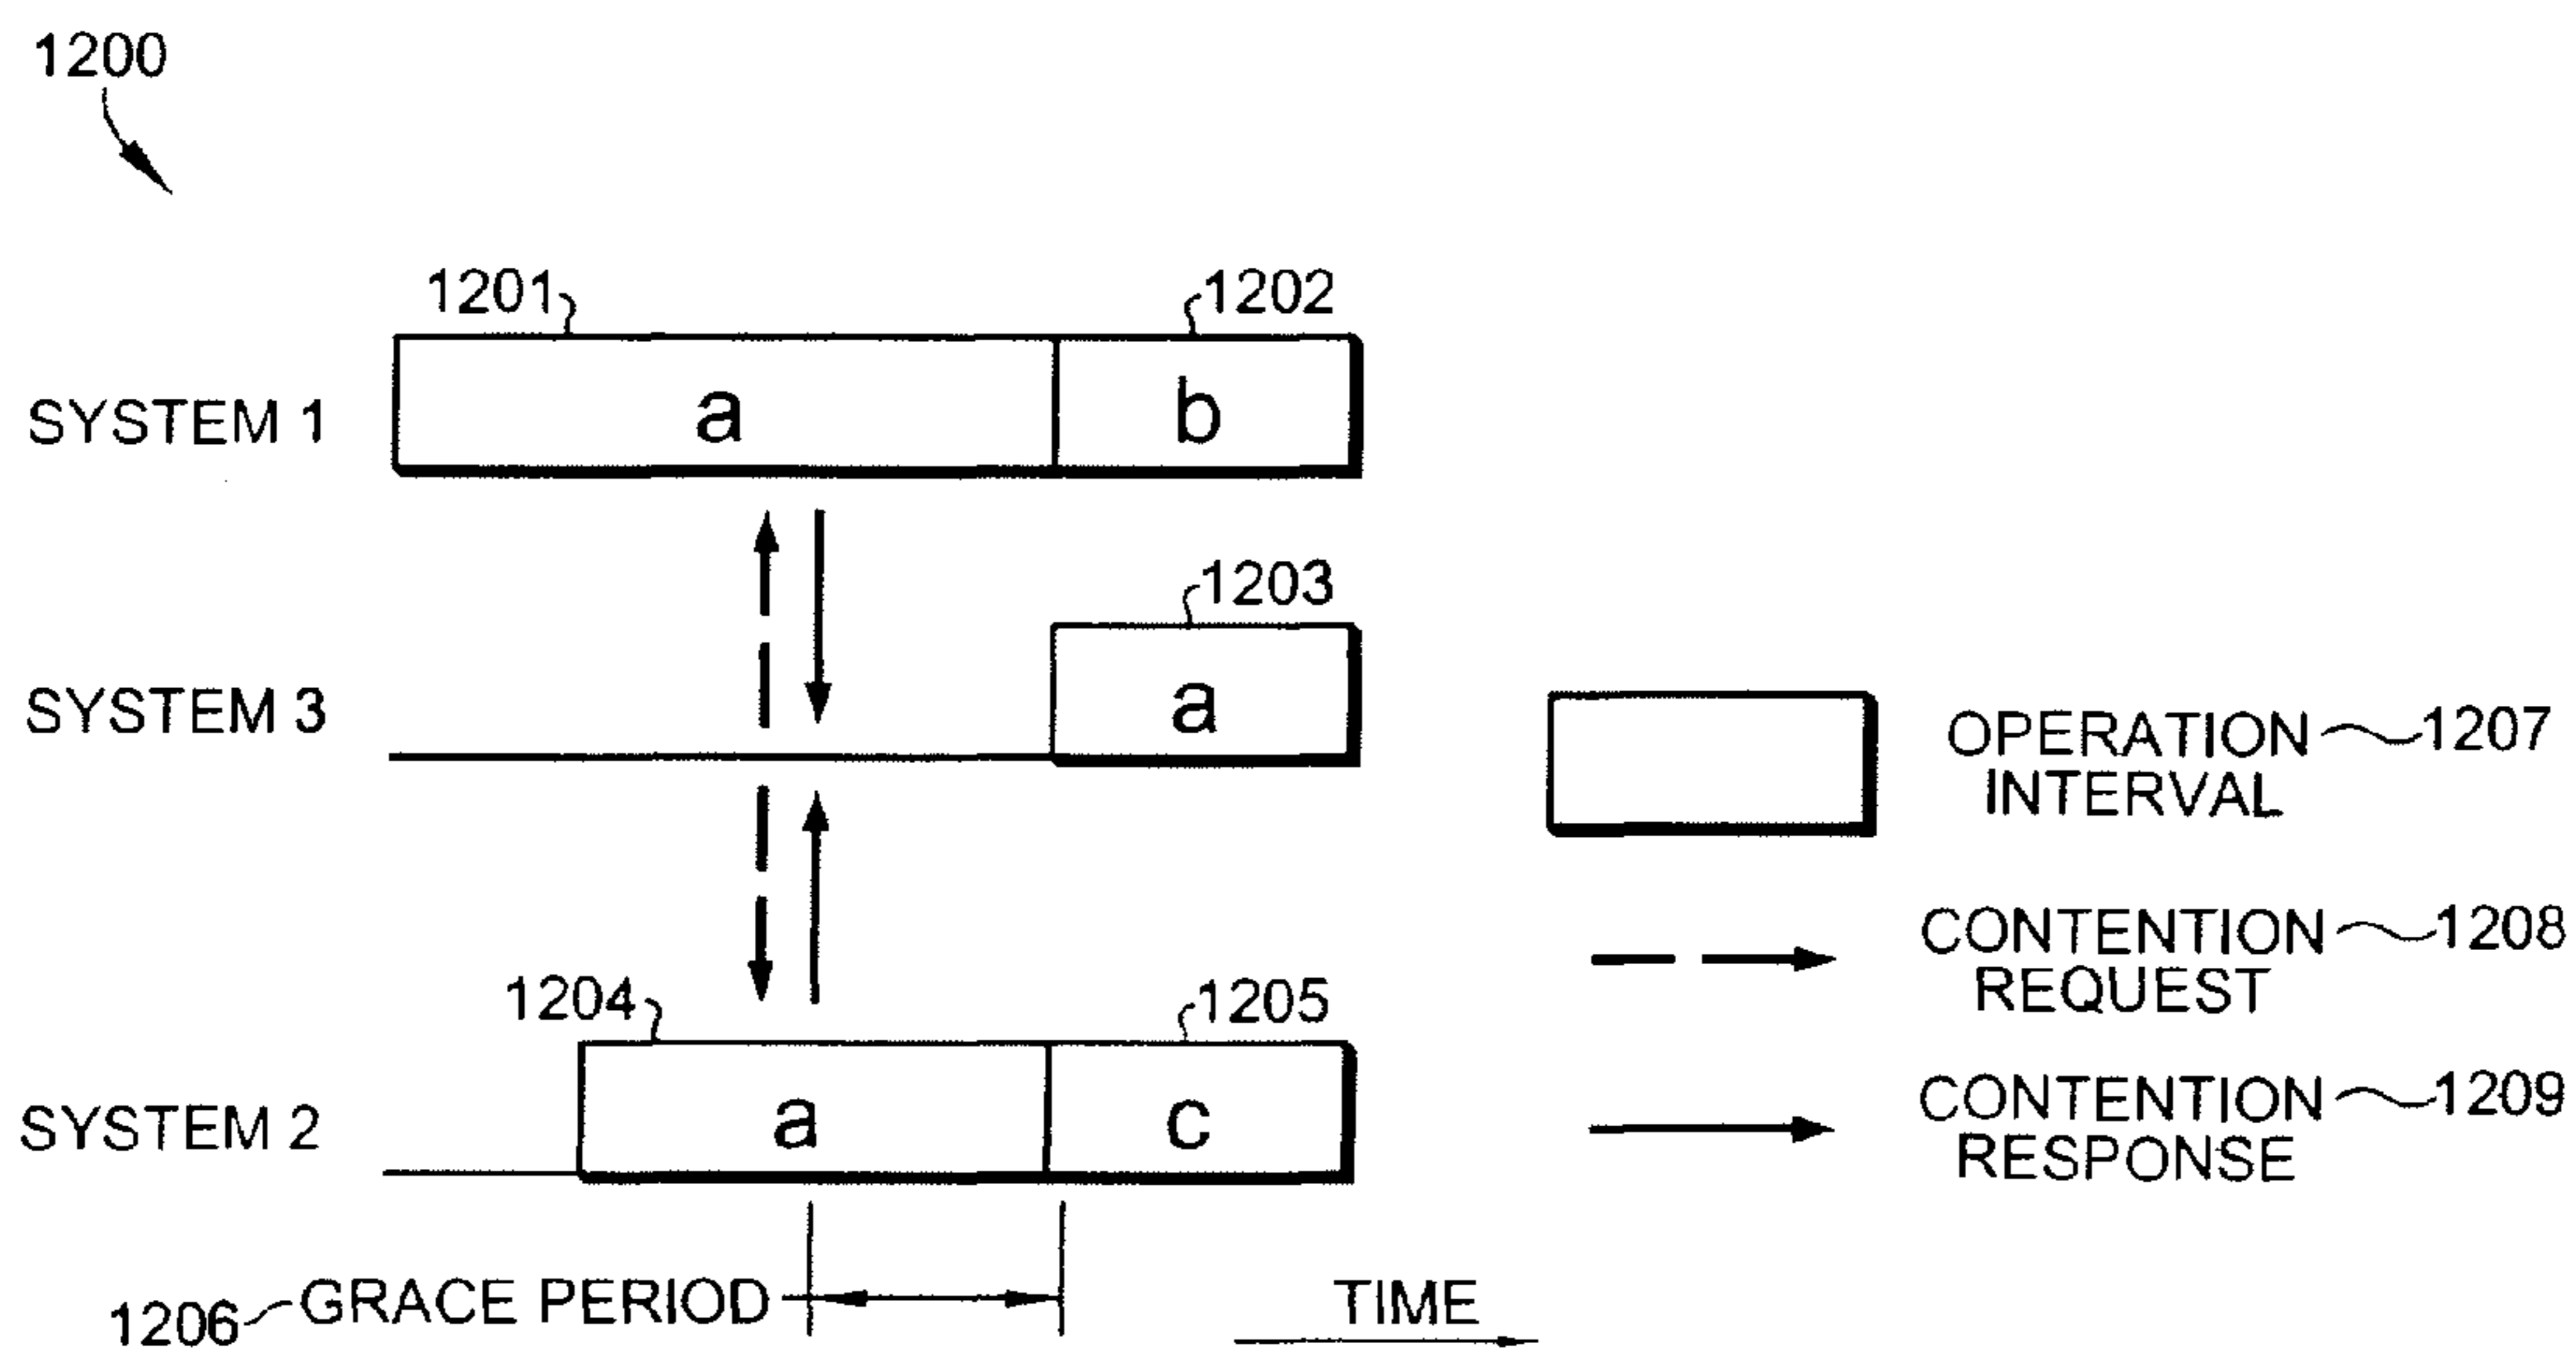 1200
1201
1202
SYSTEM 1
a
b
1203
SYSTEM 3
a
OPERATION
INTERVAL
1207
CONTENTION
REQUEST
1208
1204
1205
SYSTEM 2
a
c
CONTENTION
RESPONSE
1209
1206
GRACE PERIOD
TIME